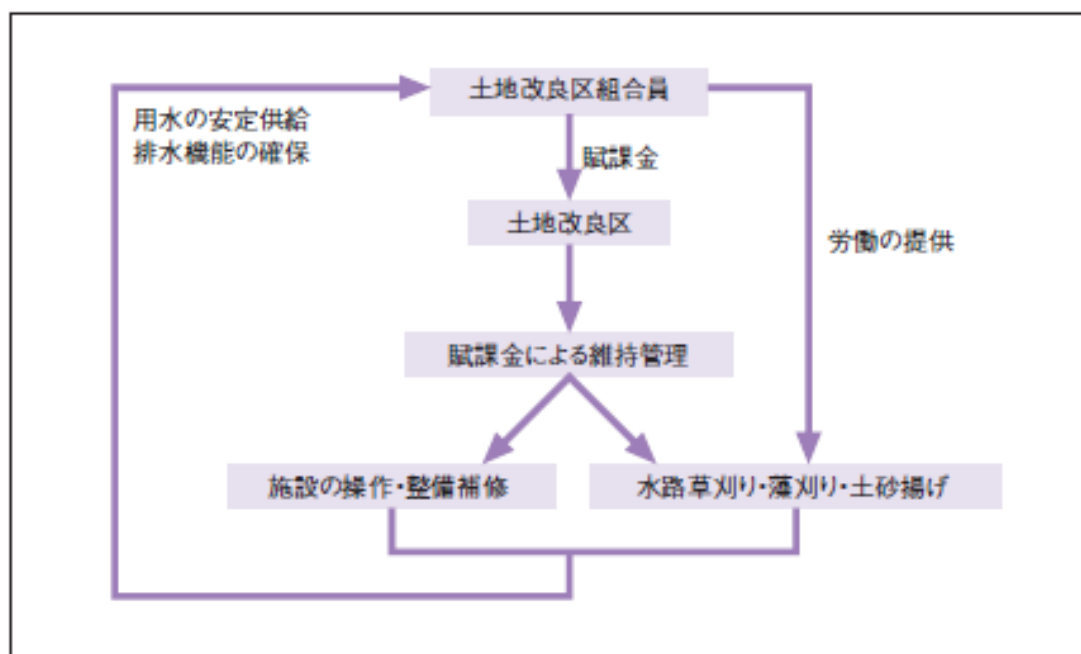 土地改良区組合員
用水の安定供給
排水機能の確保
賦課金
土地改良区
労働の提供
賦課金による維持管理
施設の操作・整備補修
水路草刈り・藻刈り・土砂揚げ